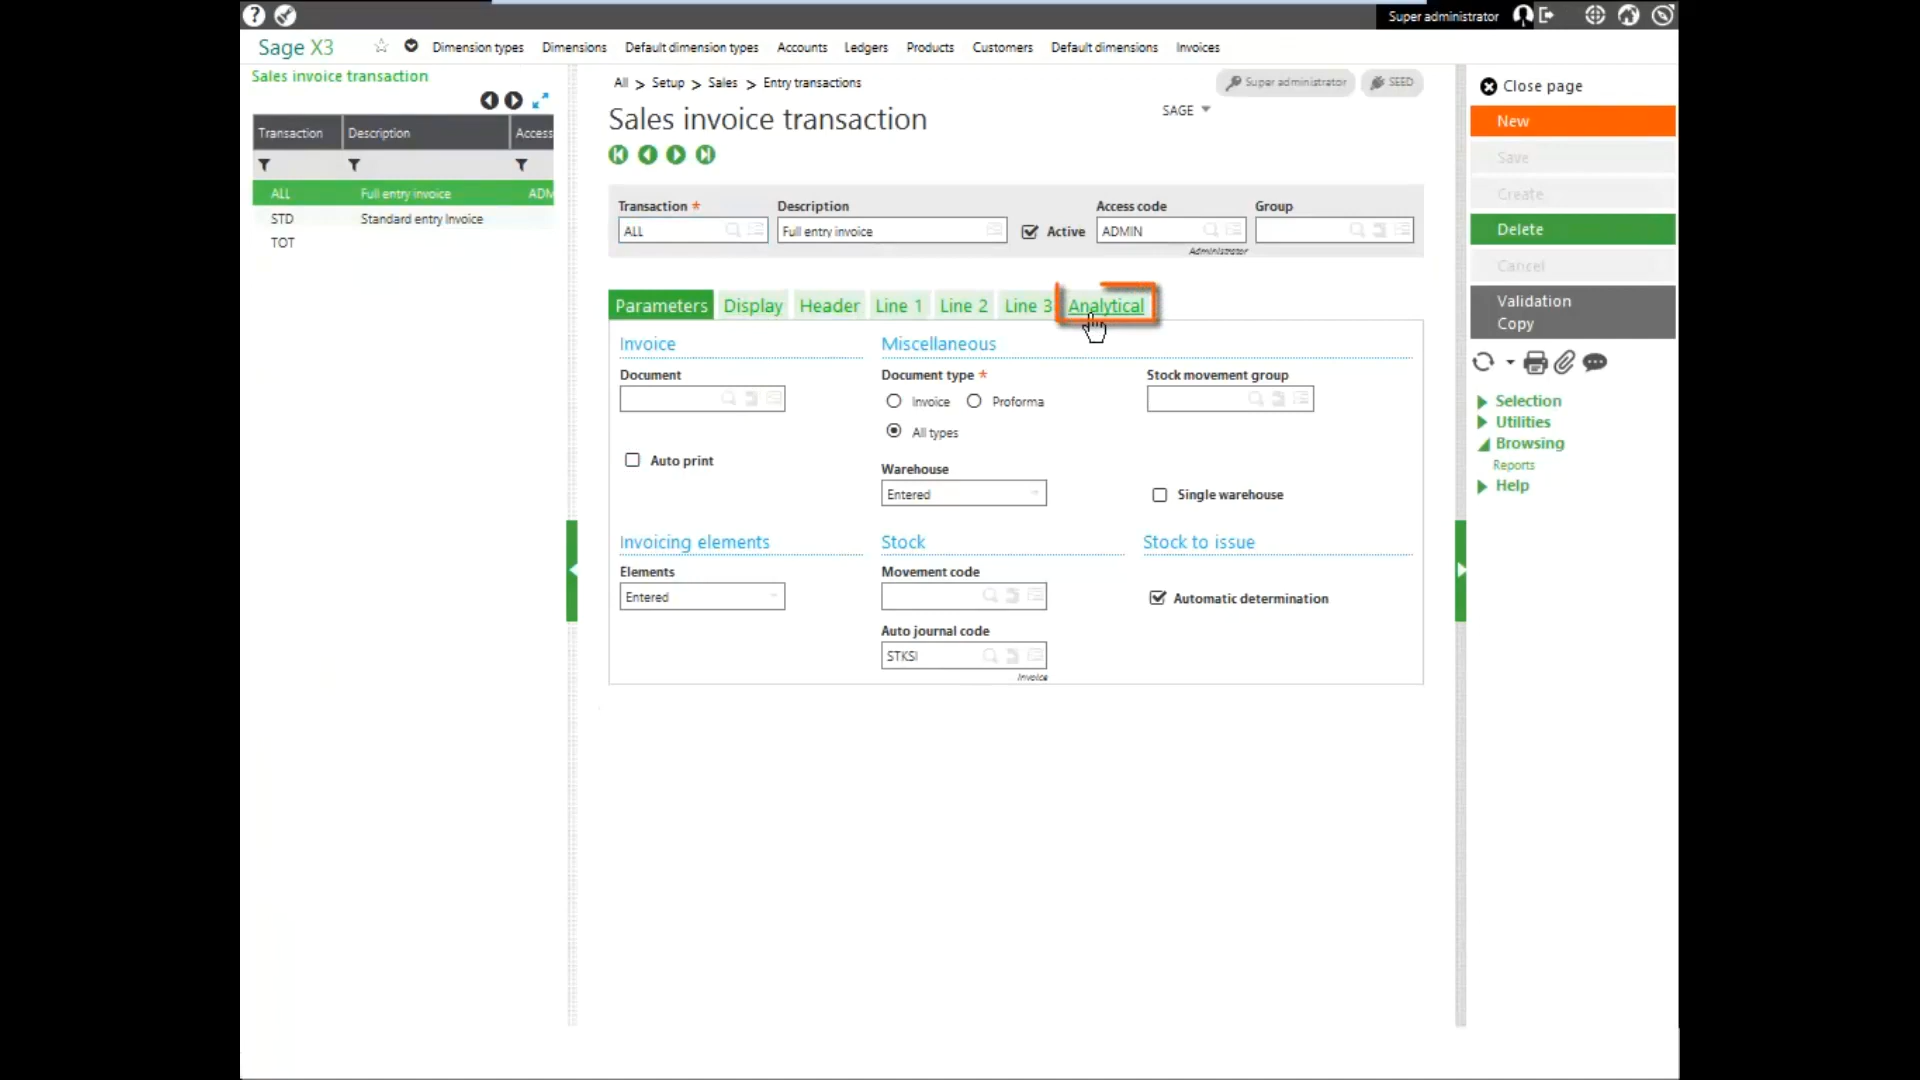 Super administrator
Sage X3
Dimension types
Dimensions
Default dimension types
Accounts
Ledgers
Products
Customers
Default dimensions
Invoices
Sales invoice transaction
Transaction
Description
Access
ALL
Full entry invoice
ADM
STD
Standard entry Invoice
TOT
All > Setup > Sales > Entry transactions
Super administrator
SEED
Sales invoice transaction
SAGE
Transaction *
Description
Access code
Group
ALL
Full entry invoice
Active
ADMIN
Administrator
Parameters
Display
Header
Line 1
Line 2
Line 3
Analytical
Invoice
Miscellaneous
Document
Document type *
Stock movement group
Invoice
Proforma
All types
Auto print
Warehouse
Entered
Single warehouse
Invoicing elements
Stock
Stock to issue
Elements
Movement code
Entered
Automatic determination
Auto journal code
STKSI
Invoice
Close page
New
Save
Create
Delete
Cancel
Validation
Copy
Selection
Utilities
Browsing
Reports
Help